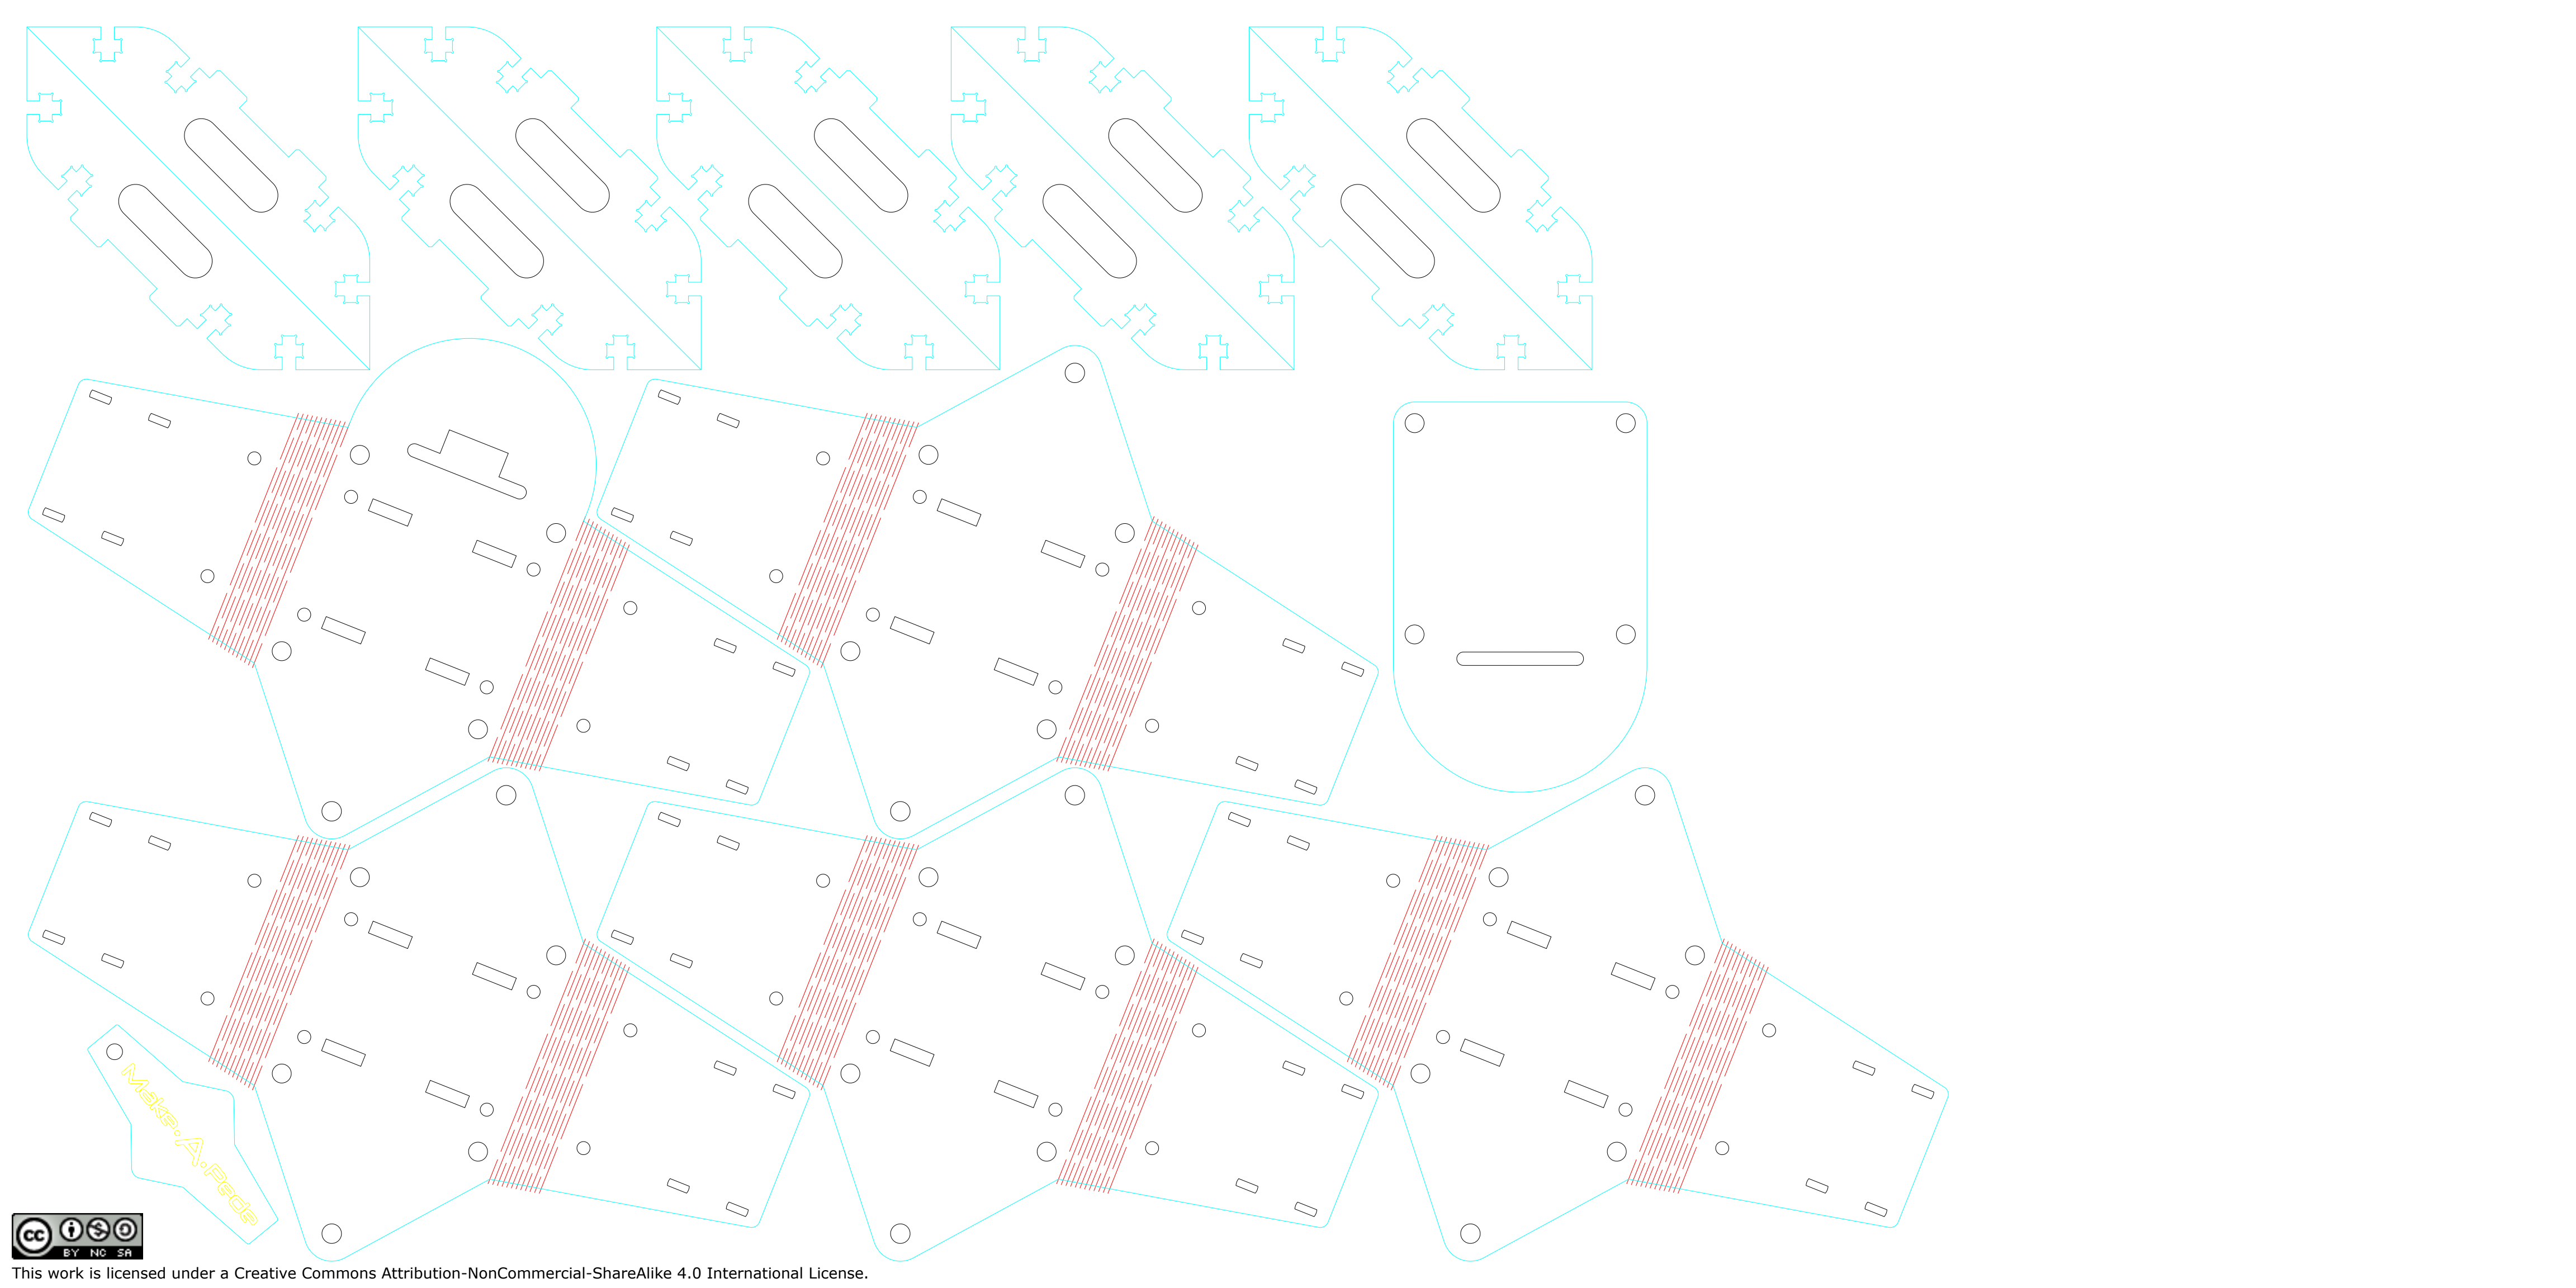 Make·A·Prop
cc
BY NC SA
This work is licensed under a Creative Commons Attribution-NonCommercial-ShareAlike 4.0 International License.